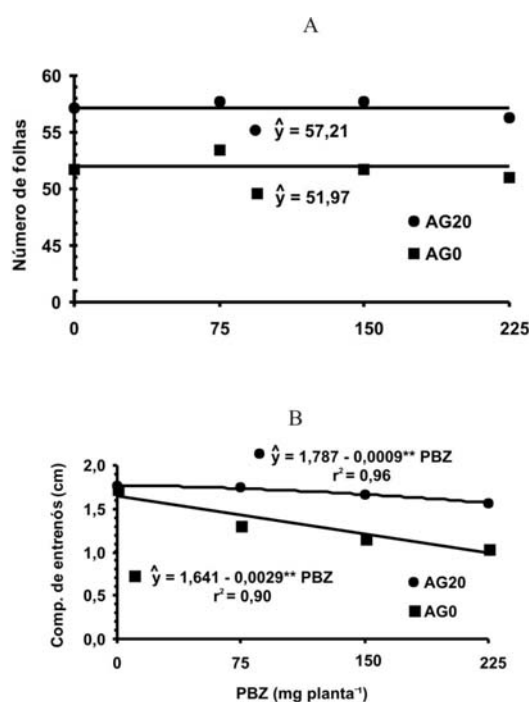 A
60
55
50
45
0
Número de folhas
ŷ = 57,21
ŷ = 51,97
AG20
AG0
0 75 150 225
B
2,0
1,5
1,0
0,5
0,0
Comp. de entrenós (cm)
ŷ = 1,787 - 0,0009** PBZ
r² = 0,96
ŷ = 1,641 - 0,0029** PBZ
r² = 0,90
AG20
AG0
0 75 150 225
PBZ (mg planta⁻¹)